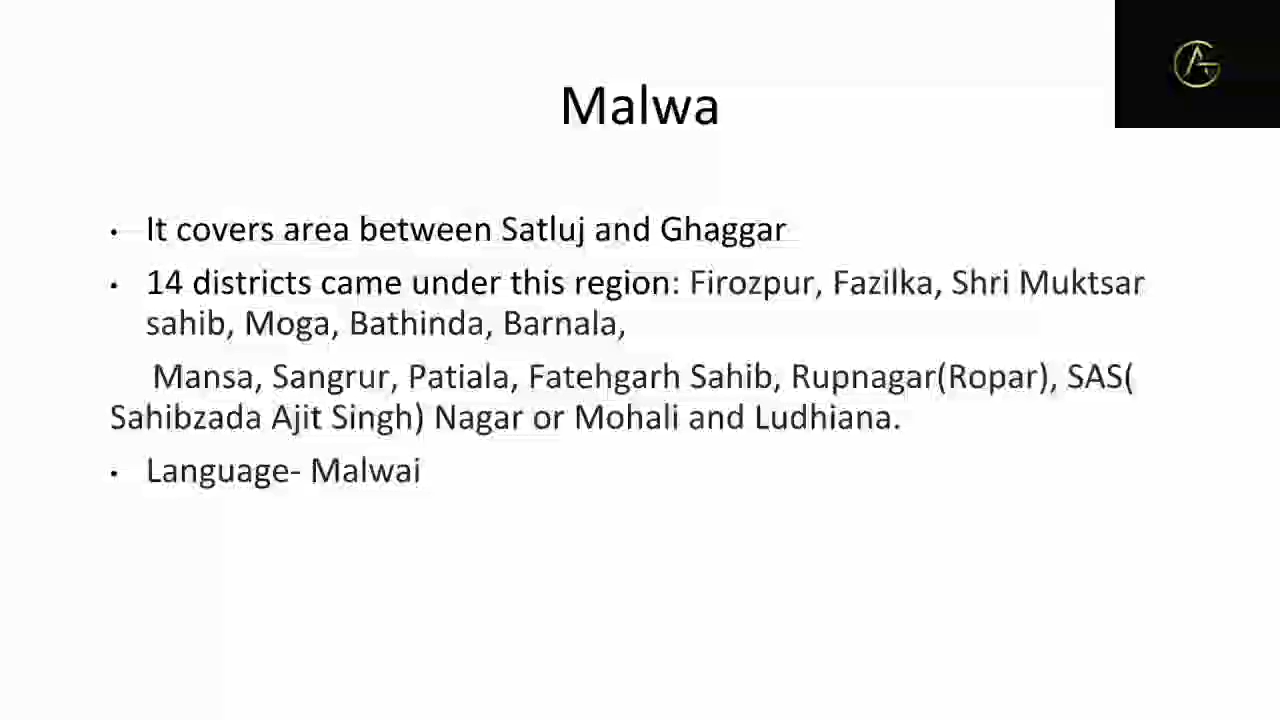 Malwa
• It covers area between Satluj and Ghaggar
• 14 districts came under this region: Firozpur, Fazilka, Shri Muktsar
sahib, Moga, Bathinda, Barnala,
Mansa, Sangrur, Patiala, Fatehgarh Sahib, Rupnagar(Ropar), SAS(
Sahibzada Ajit Singh) Nagar or Mohali and Ludhiana.
• Language- Malwai